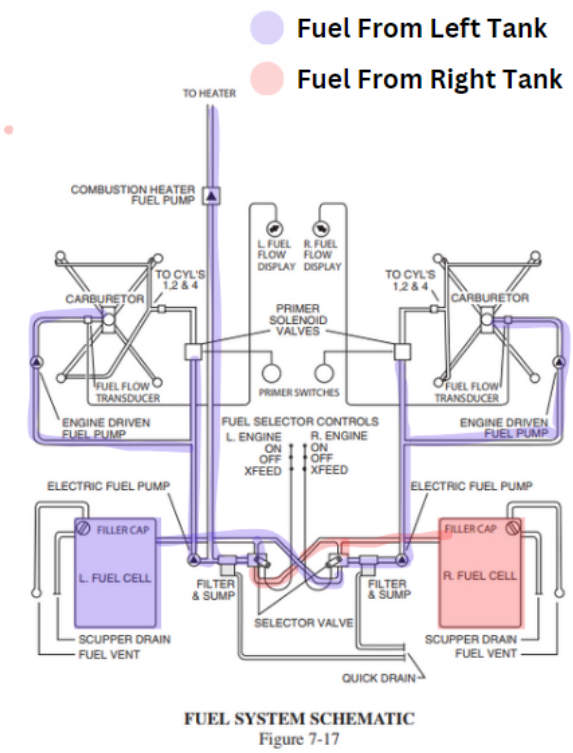 Fuel From Left Tank
Fuel From Right Tank
TO HEATER
COMBUSTION HEATER
FUEL PUMP
L. FUEL
FLOW
DISPLAY
R. FUEL
FLOW
DISPLAY
TO CYL'S
1,2 & 4
CARBURETOR
TO CYL'S
1,2 & 4
CARBURETOR
PRIMER
SOLENOID
VALVES
FUEL FLOW
TRANSDUCER
PRIMER SWITCHES
FUEL FLOW
TRANSDUCER
ENGINE DRIVEN
FUEL PUMP
FUEL SELECTOR CONTROLS
L. ENGINE
ON
OFF
XFEED
R. ENGINE
ON
OFF
XFEED
ENGINE DRIVEN
FUEL PUMP
ELECTRIC FUEL PUMP
ELECTRIC FUEL PUMP
FILLER CAP
L. FUEL CELL
FILLER CAP
R. FUEL CELL
FILTER
& SUMP
FILTER
& SUMP
SELECTOR VALVE
SCUPPER DRAIN
FUEL VENT
SCUPPER DRAIN
FUEL VENT
QUICK DRAIN
FUEL SYSTEM SCHEMATIC
Figure 7-17